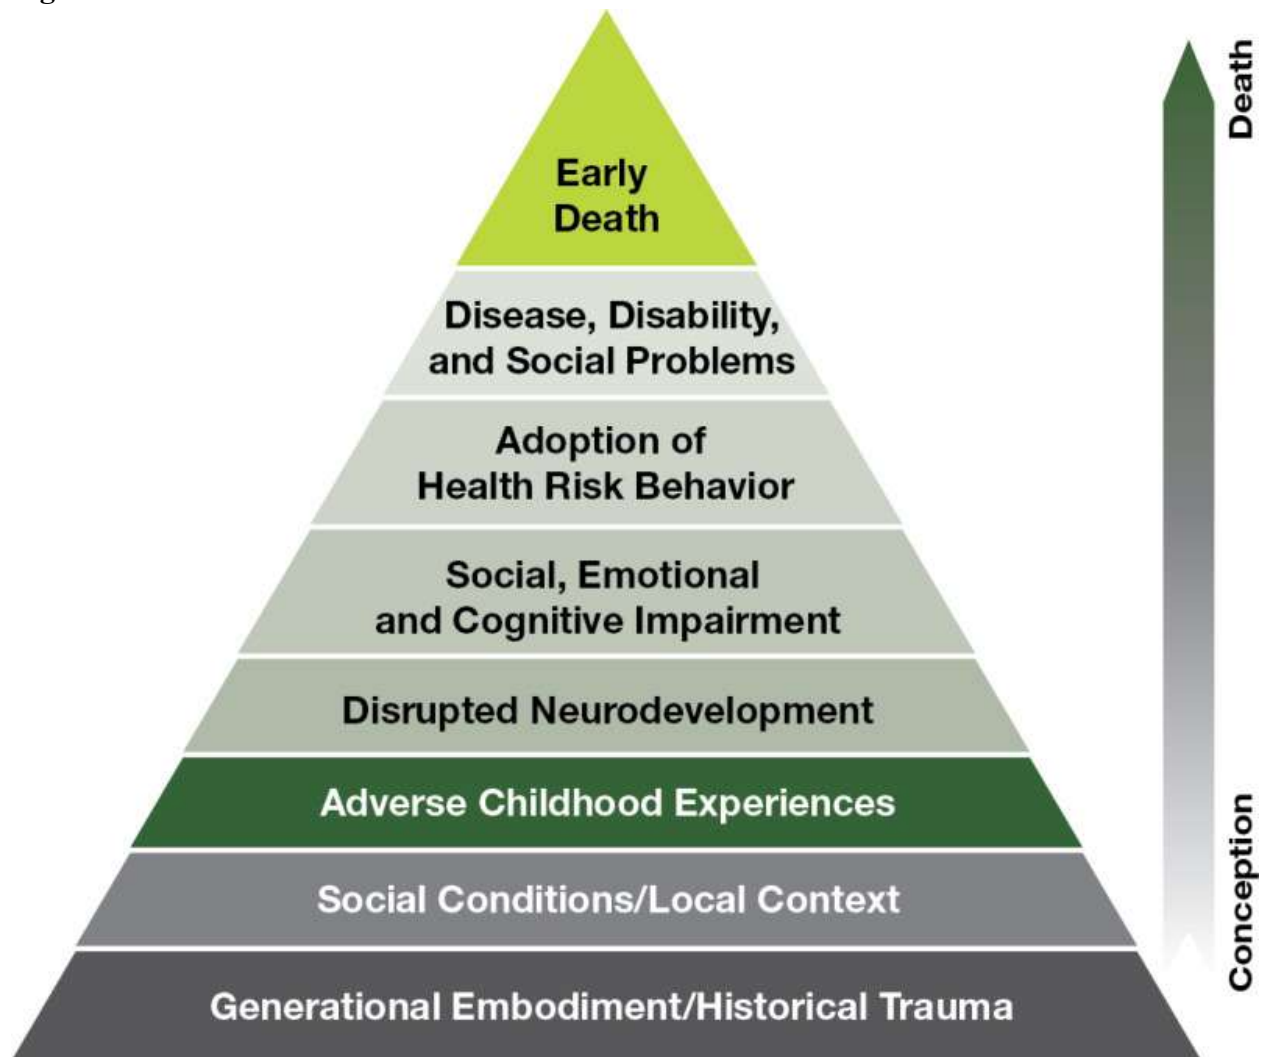 Early
Death
Disease, Disability,
and Social Problems
Adoption of
Health Risk Behavior
Social, Emotional
and Cognitive Impairment
Disrupted Neurodevelopment
Adverse Childhood Experiences
Social Conditions/Local Context
Generational Embodiment/Historical Trauma
Death
Conception